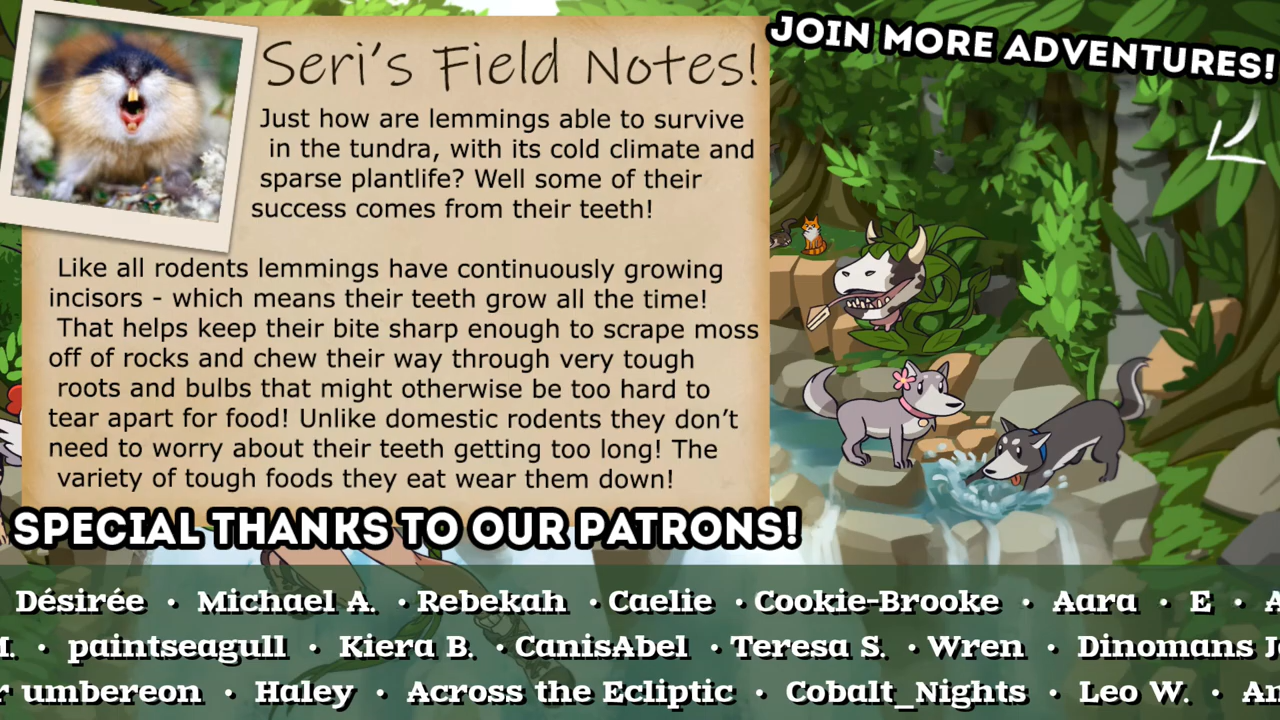 Seri's Field Notes!
Just how are lemmings able to survive
in the tundra, with its cold climate and
sparse plantlife? Well some of their
success comes from their teeth!
Like all rodents lemmings have continuously growing
incisors - which means their teeth grow all the time!
That helps keep their bite sharp enough to scrape moss
off of rocks and chew their way through very tough
roots and bulbs that might otherwise be too hard to
tear apart for food! Unlike domestic rodents they don't
need to worry about their teeth getting too long! The
variety of tough foods they eat wear them down!
JOIN MORE ADVENTURES!
SPECIAL THANKS TO OUR PATRONS!
Désirée • Michael A. • Rebekah • Caelie • Cookie-Brooke • Aara • E •
• paintseagull • Kiera B. • CanisAbel • Teresa S. • Wren • Dinomans
umbereon • Haley • Across the Ecliptic • Cobalt_Nights • Leo W. •